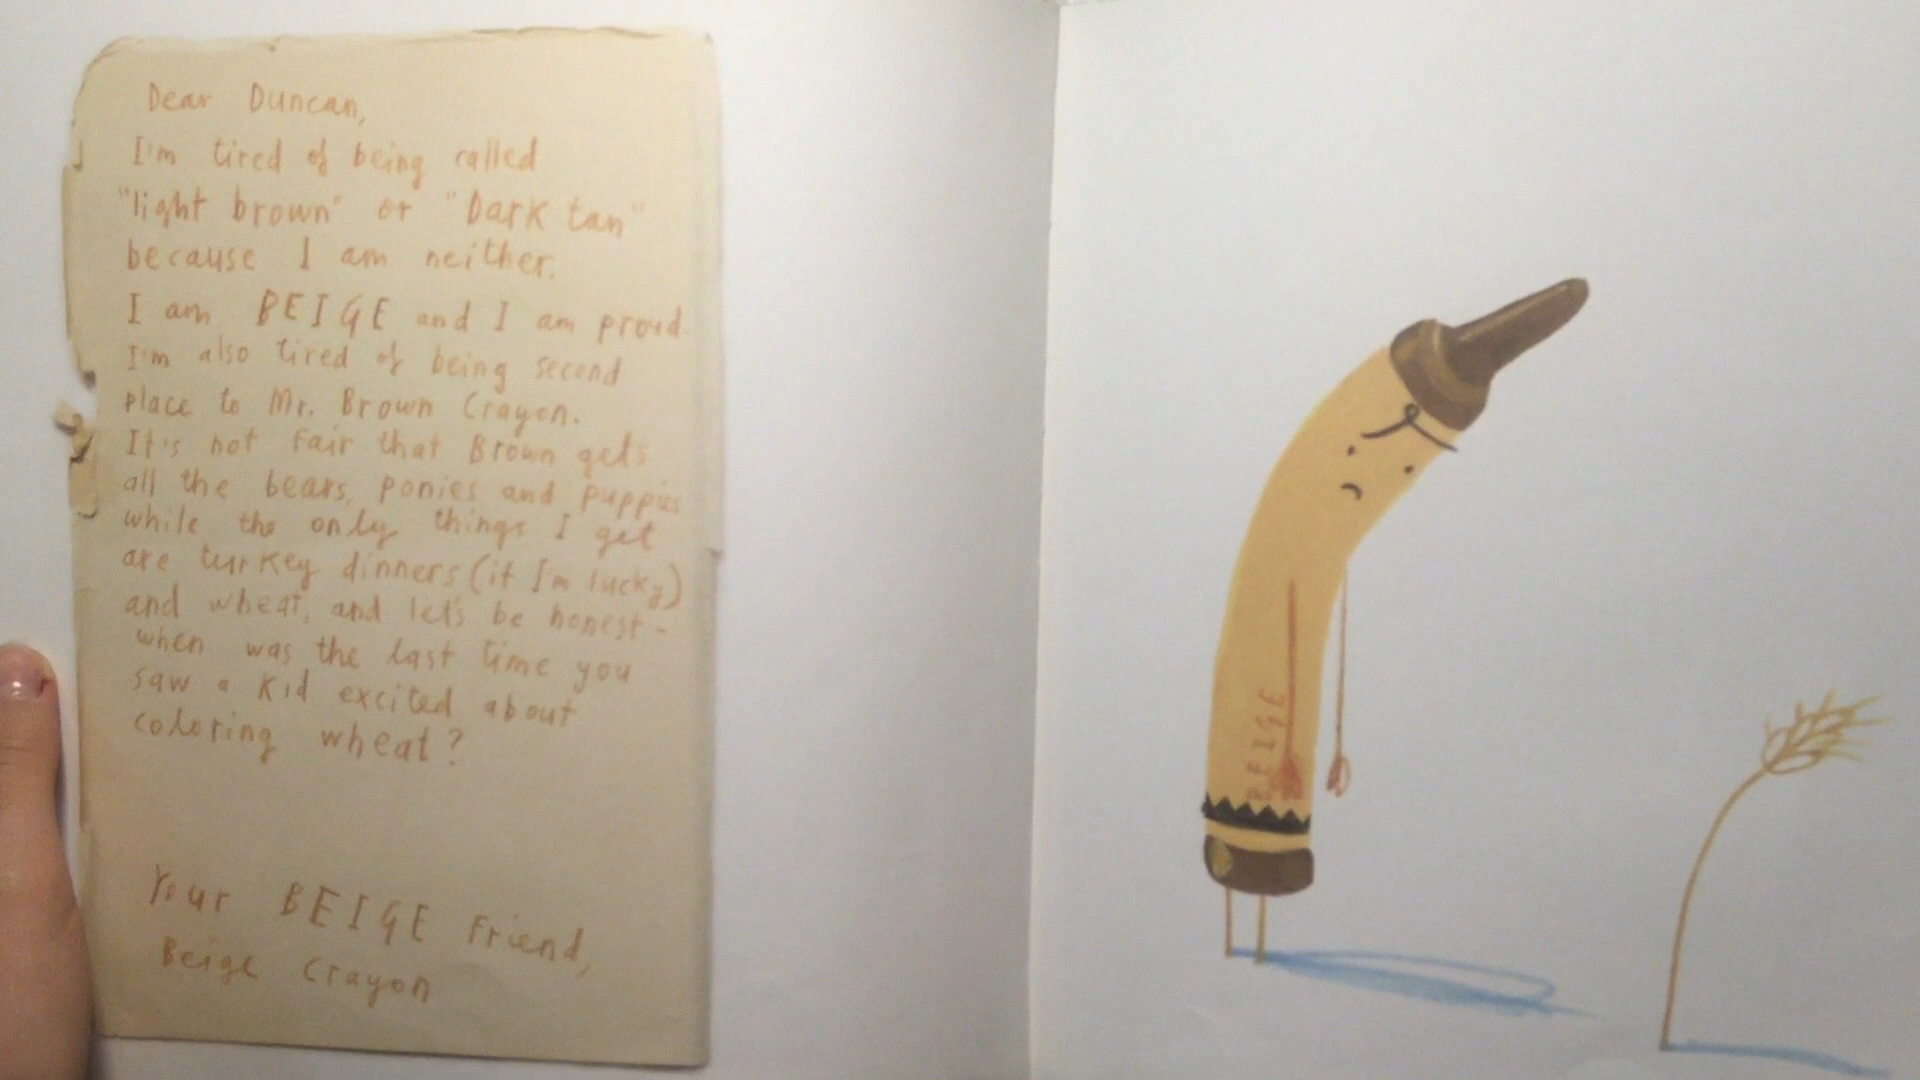 Dear Duncan,
I'm tired of being called
"light brown" or "Dark tan"
because I am neither.
I am BEIGE and I am proud.
I'm also tired of being second
place to Mr. Brown Crayon.
It's not fair that Brown gets
all the bears, ponies and puppies
while the only things I get
are turkey dinners (if I'm lucky)
and wheat, and let's be honest -
when was the last time you
saw a kid excited about
coloring wheat?
Your BEIGE friend,
Beige Crayon
BEIGE